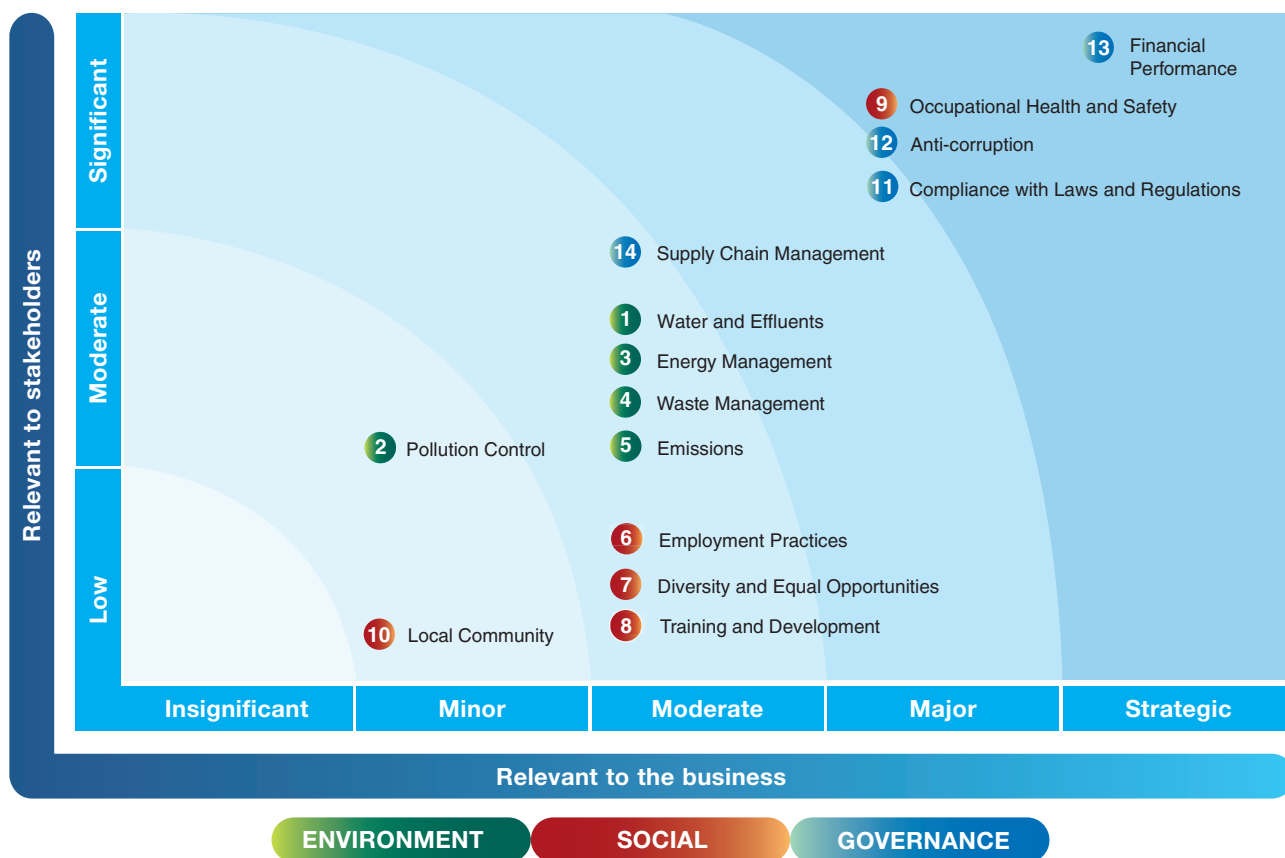 Relevant to stakeholders
Significant
Moderate
Low
13 Financial
Performance
9 Occupational Health and Safety
12 Anti-corruption
11 Compliance with Laws and Regulations
14 Supply Chain Management
1 Water and Effluents
3 Energy Management
4 Waste Management
2 Pollution Control
5 Emissions
6 Employment Practices
7 Diversity and Equal Opportunities
8 Training and Development
10 Local Community
Insignificant
Minor
Moderate
Major
Strategic
Relevant to the business
ENVIRONMENT
SOCIAL
GOVERNANCE